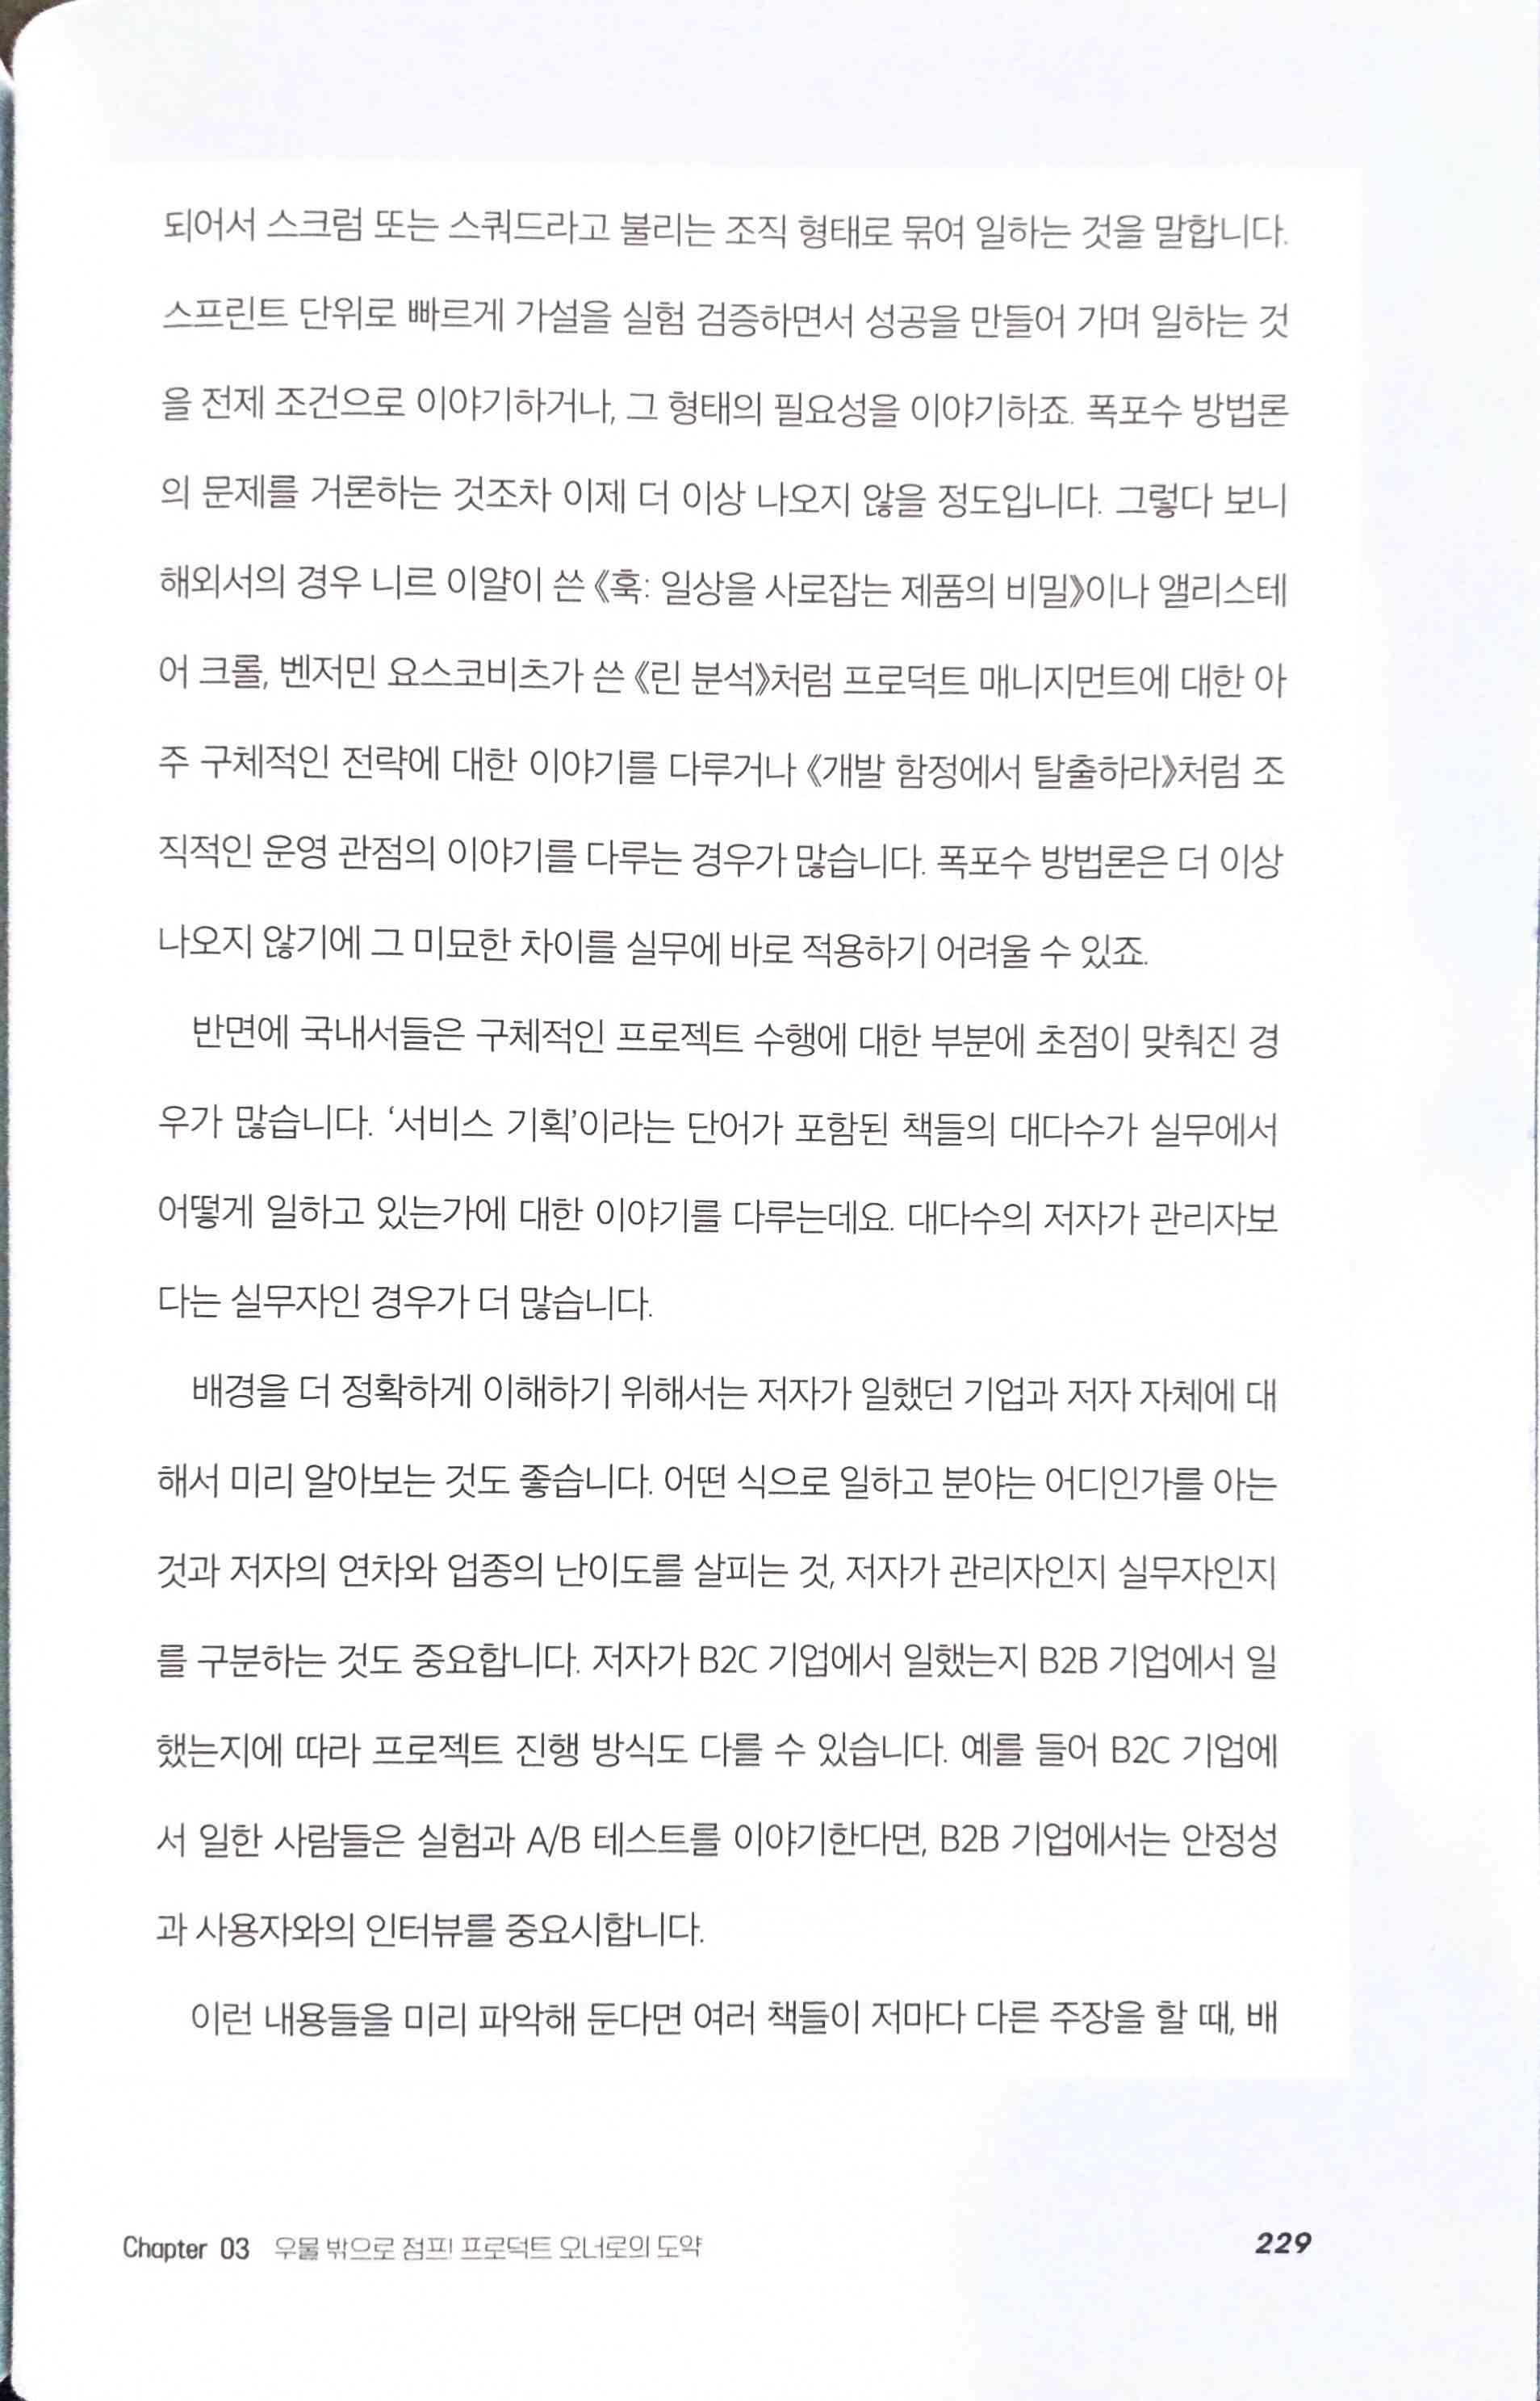 되어서 스크럼 또는 스쿼드라고 불리는 조직 형태로 묶여 일하는 것을 말합니다.
스프린트 단위로 빠르게 가설을 실험 검증하면서 성공을 만들어 가며 일하는 것
을 전제 조건으로 이야기하거나, 그 형태의 필요성을 이야기하죠. 폭포수 방법론
의 문제를 거론하는 것조차 이제 더 이상 나오지 않을 정도입니다. 그렇다 보니
해외서의 경우 니르 이얄이 쓴 《훅: 일상을 사로잡는 제품의 비밀》이나 앨리스테
어 크롤, 벤저민 요스코비츠가 쓴 《린 분석》처럼 프로덕트 매니지먼트에 대한 아
주 구체적인 전략에 대한 이야기를 다루거나 《개발 함정에서 탈출하라》처럼 조
직적인 운영 관점의 이야기를 다루는 경우가 많습니다. 폭포수 방법론은 더 이상
나오지 않기에 그 미묘한 차이를 실무에 바로 적용하기 어려울 수 있죠.
반면에 국내서들은 구체적인 프로젝트 수행에 대한 부분에 초점이 맞춰진 경
우가 많습니다. ‘서비스 기획’이라는 단어가 포함된 책들의 대다수가 실무에서
어떻게 일하고 있는가에 대한 이야기를 다루는데요. 대다수의 저자가 관리자보
다는 실무자인 경우가 더 많습니다.
배경을 더 정확하게 이해하기 위해서는 저자가 일했던 기업과 저자 자체에 대
해서 미리 알아보는 것도 좋습니다. 어떤 식으로 일하고 분야는 어디인가를 아는
것과 저자의 연차와 업종의 난이도를 살피는 것, 저자가 관리자인지 실무자인지
를 구분하는 것도 중요합니다. 저자가 B2C 기업에서 일했는지 B2B 기업에서 일
했는지에 따라 프로젝트 진행 방식도 다를 수 있습니다. 예를 들어 B2C 기업에
서 일한 사람들은 실험과 A/B 테스트를 이야기한다면, B2B 기업에서는 안정성
과 사용자와의 인터뷰를 중요시합니다.
이런 내용들을 미리 파악해 둔다면 여러 책들이 저마다 다른 주장을 할 때, 배
Chapter 03 우물 밖으로 점프! 프로덕트 오너로의 도약 229